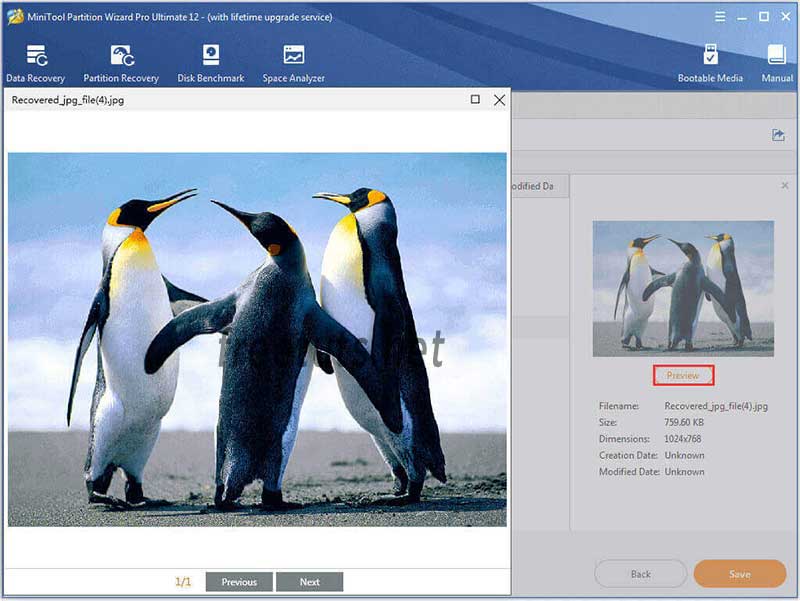 MiniTool Partition Wizard Pro Ultimate 12 - (with lifetime upgrade service)
Data Recovery
Partition Recovery
Disk Benchmark
Space Analyzer
Bootable Media
Manual
Recovered_jpg_file(4).jpg
odified Da
freetuts.net
Preview
Filename: Recovered_jpg_file(4).jpg
Size: 759.60 KB
Dimensions: 1024x768
Creation Date: Unknown
Modified Date: Unknown
1/1 Previous Next
Back Save